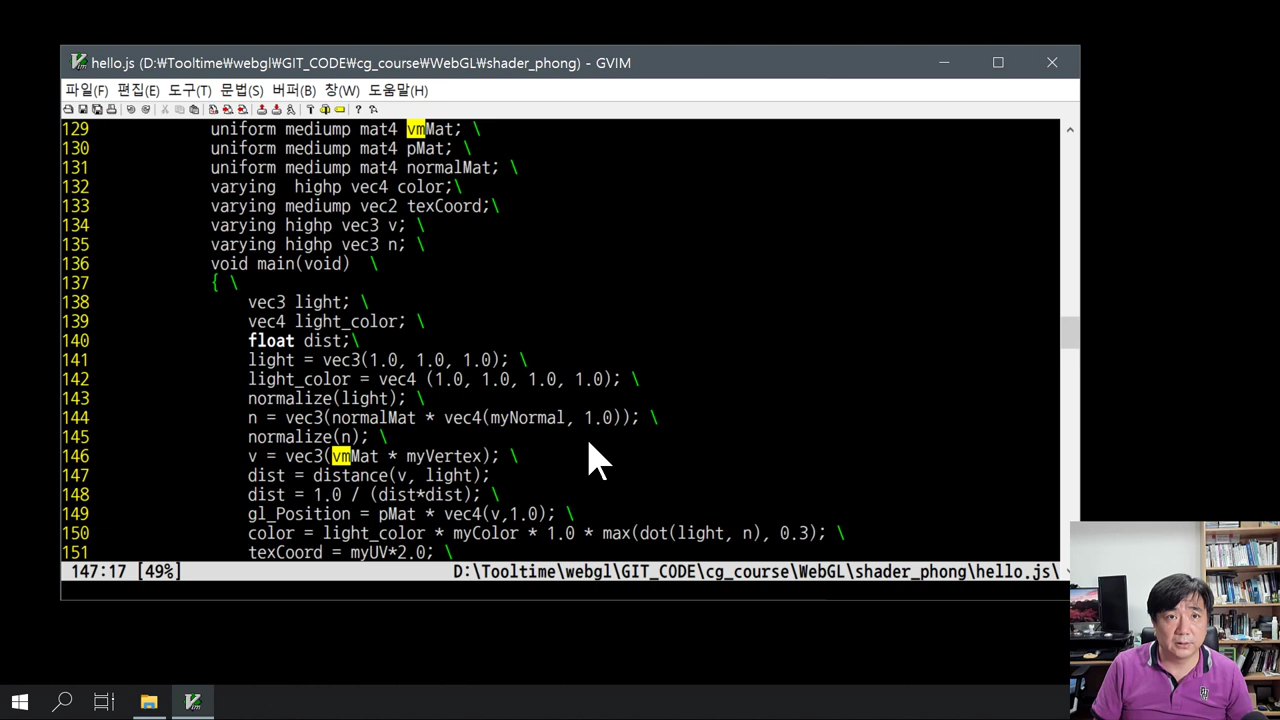 hello.js (D:₩Tooltime₩webgl₩GIT_CODE₩cg_course₩WebGL₩shader_phong) - GVIM
파일(F) 편집(E) 도구(T) 문법(S) 버퍼(B) 창(W) 도움말(H)
129 uniform mediump mat4 vmMat; \
130 uniform mediump mat4 pMat; \
131 uniform mediump mat4 normalMat; \
132 varying  highp vec4 color;\
133 varying mediump vec2 texCoord;\
134 varying highp vec3 v; \
135 varying highp vec3 n; \
136 void main(void)  \
137 { \
138 vec3 light; \
139 vec4 light_color; \
140 float dist;\
141 light = vec3(1.0, 1.0, 1.0); \
142 light_color = vec4 (1.0, 1.0, 1.0, 1.0); \
143 normalize(light); \
144 n = vec3(normalMat * vec4(myNormal, 1.0)); \
145 normalize(n); \
146 v = vec3(vmMat * myVertex); \
147 dist = distance(v, light);
148 dist = 1.0 / (dist*dist); \
149 gl_Position = pMat * vec4(v,1.0); \
150 color = light_color * myColor * 1.0 * max(dot(light, n), 0.3); \
151 texCoord = myUV*2.0; \
147:17 [49%] D:\Tooltime\webgl\GIT_CODE\cg_course\WebGL\shader_phong\hello.js\